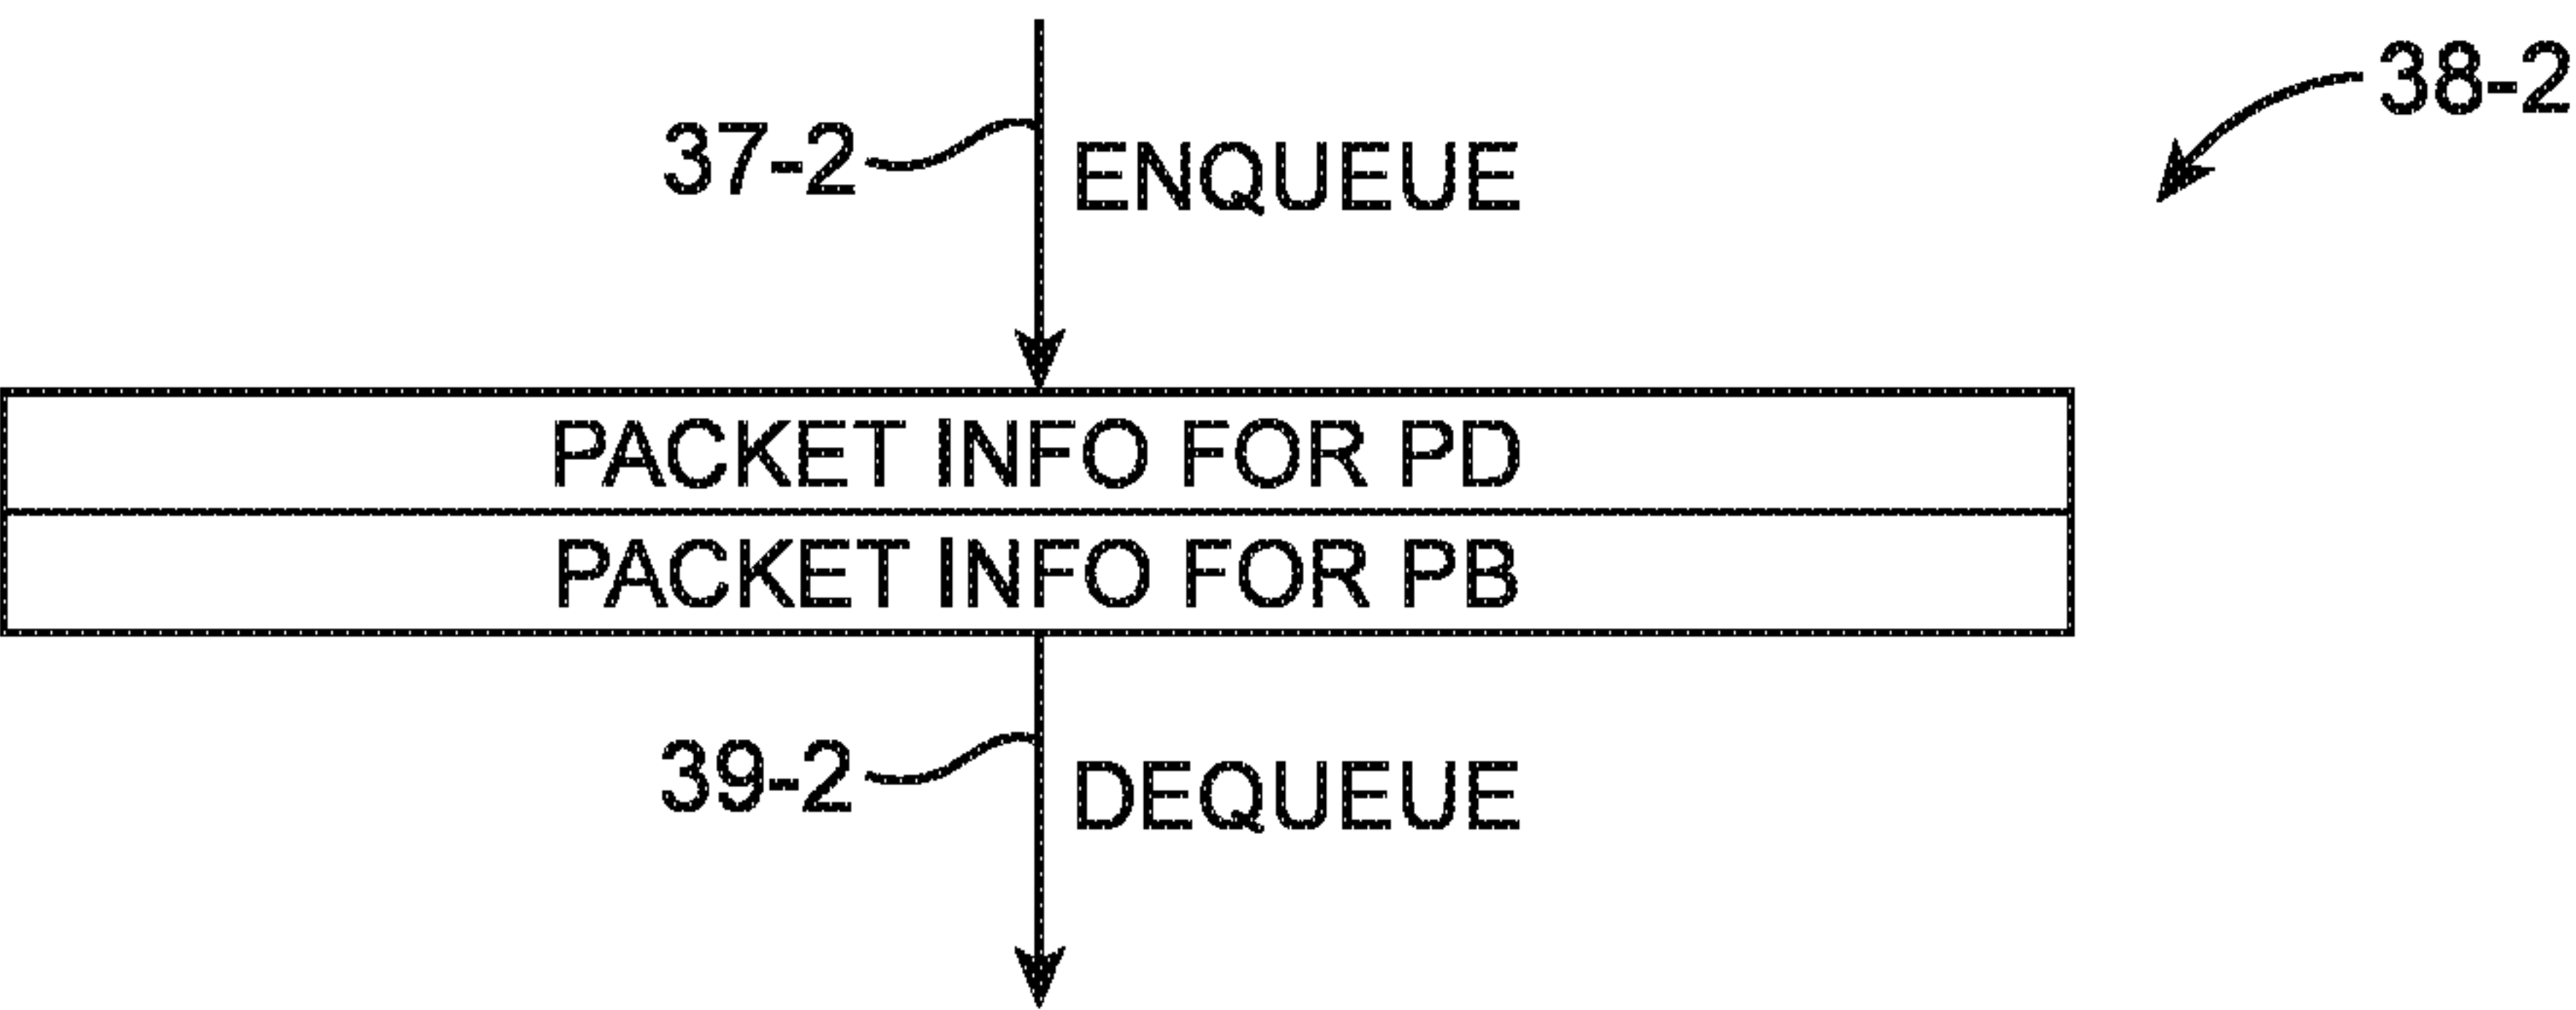 38-2
37-2
ENQUEUE
PACKET INFO FOR PD
PACKET INFO FOR PB
39-2
DEQUEUE